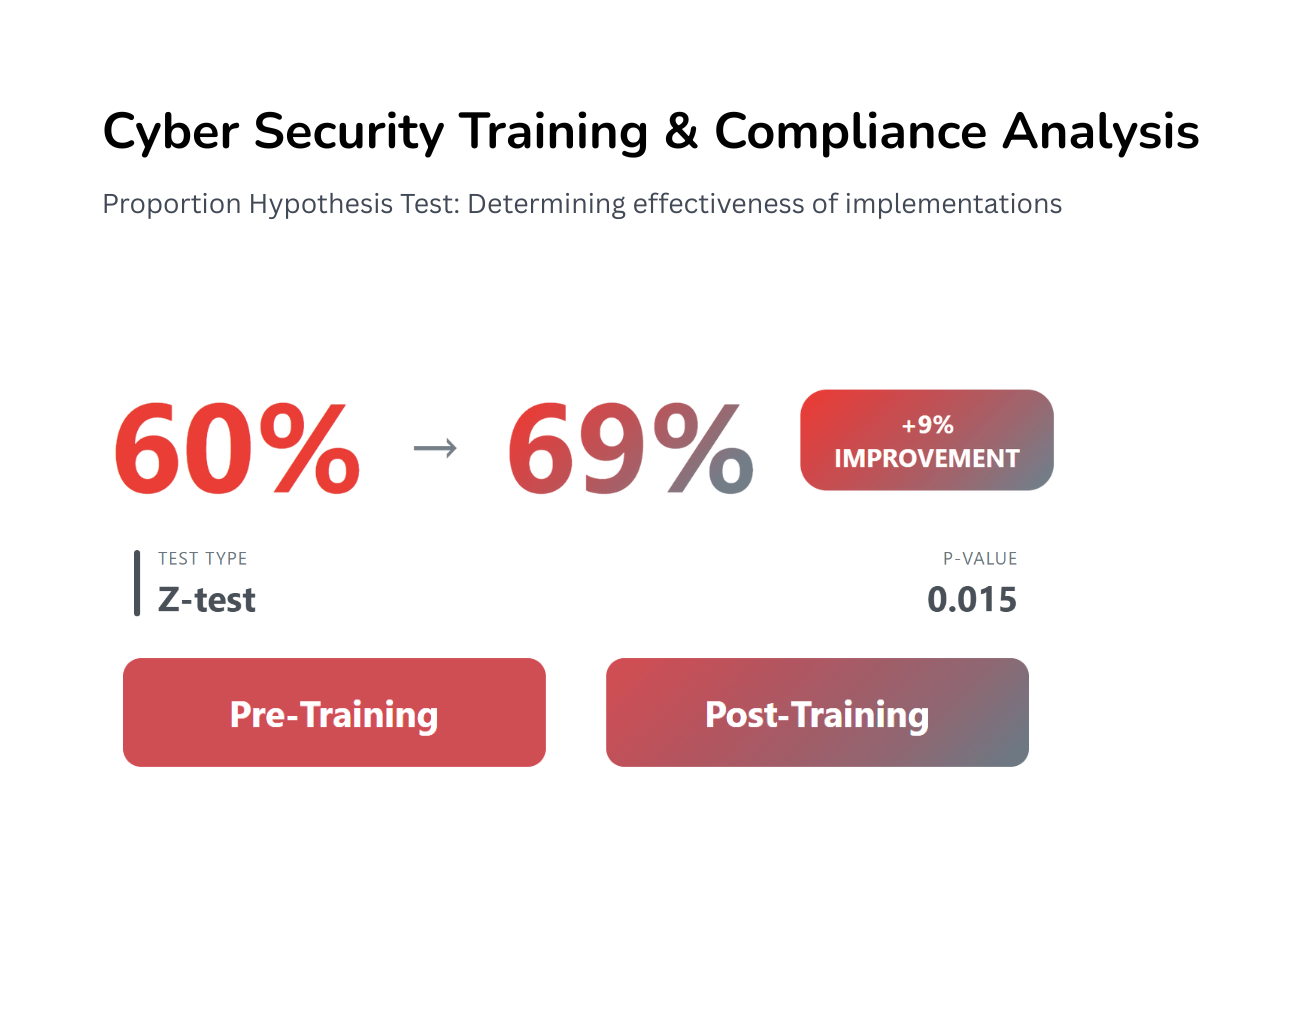 Cyber Security Training & Compliance Analysis
Proportion Hypothesis Test: Determining effectiveness of implementations
60% → 69%
+9%
IMPROVEMENT
TEST TYPE
Z-test
P-VALUE
0.015
Pre-Training
Post-Training